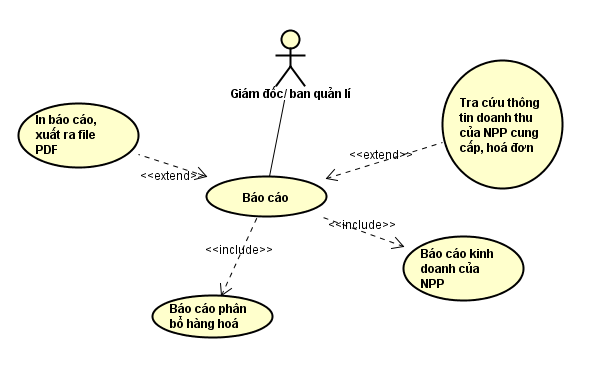 Giám đốc/ ban quản lí
In báo cáo,
xuất ra file
PDF
Tra cứu thông
tin doanh thu
của NPP cung
cấp, hoá đơn
<<extend>>
<<extend>>
Báo cáo
<<include>>
<<include>>
Báo cáo kinh
doanh của
NPP
Báo cáo phân
bổ hàng hoá